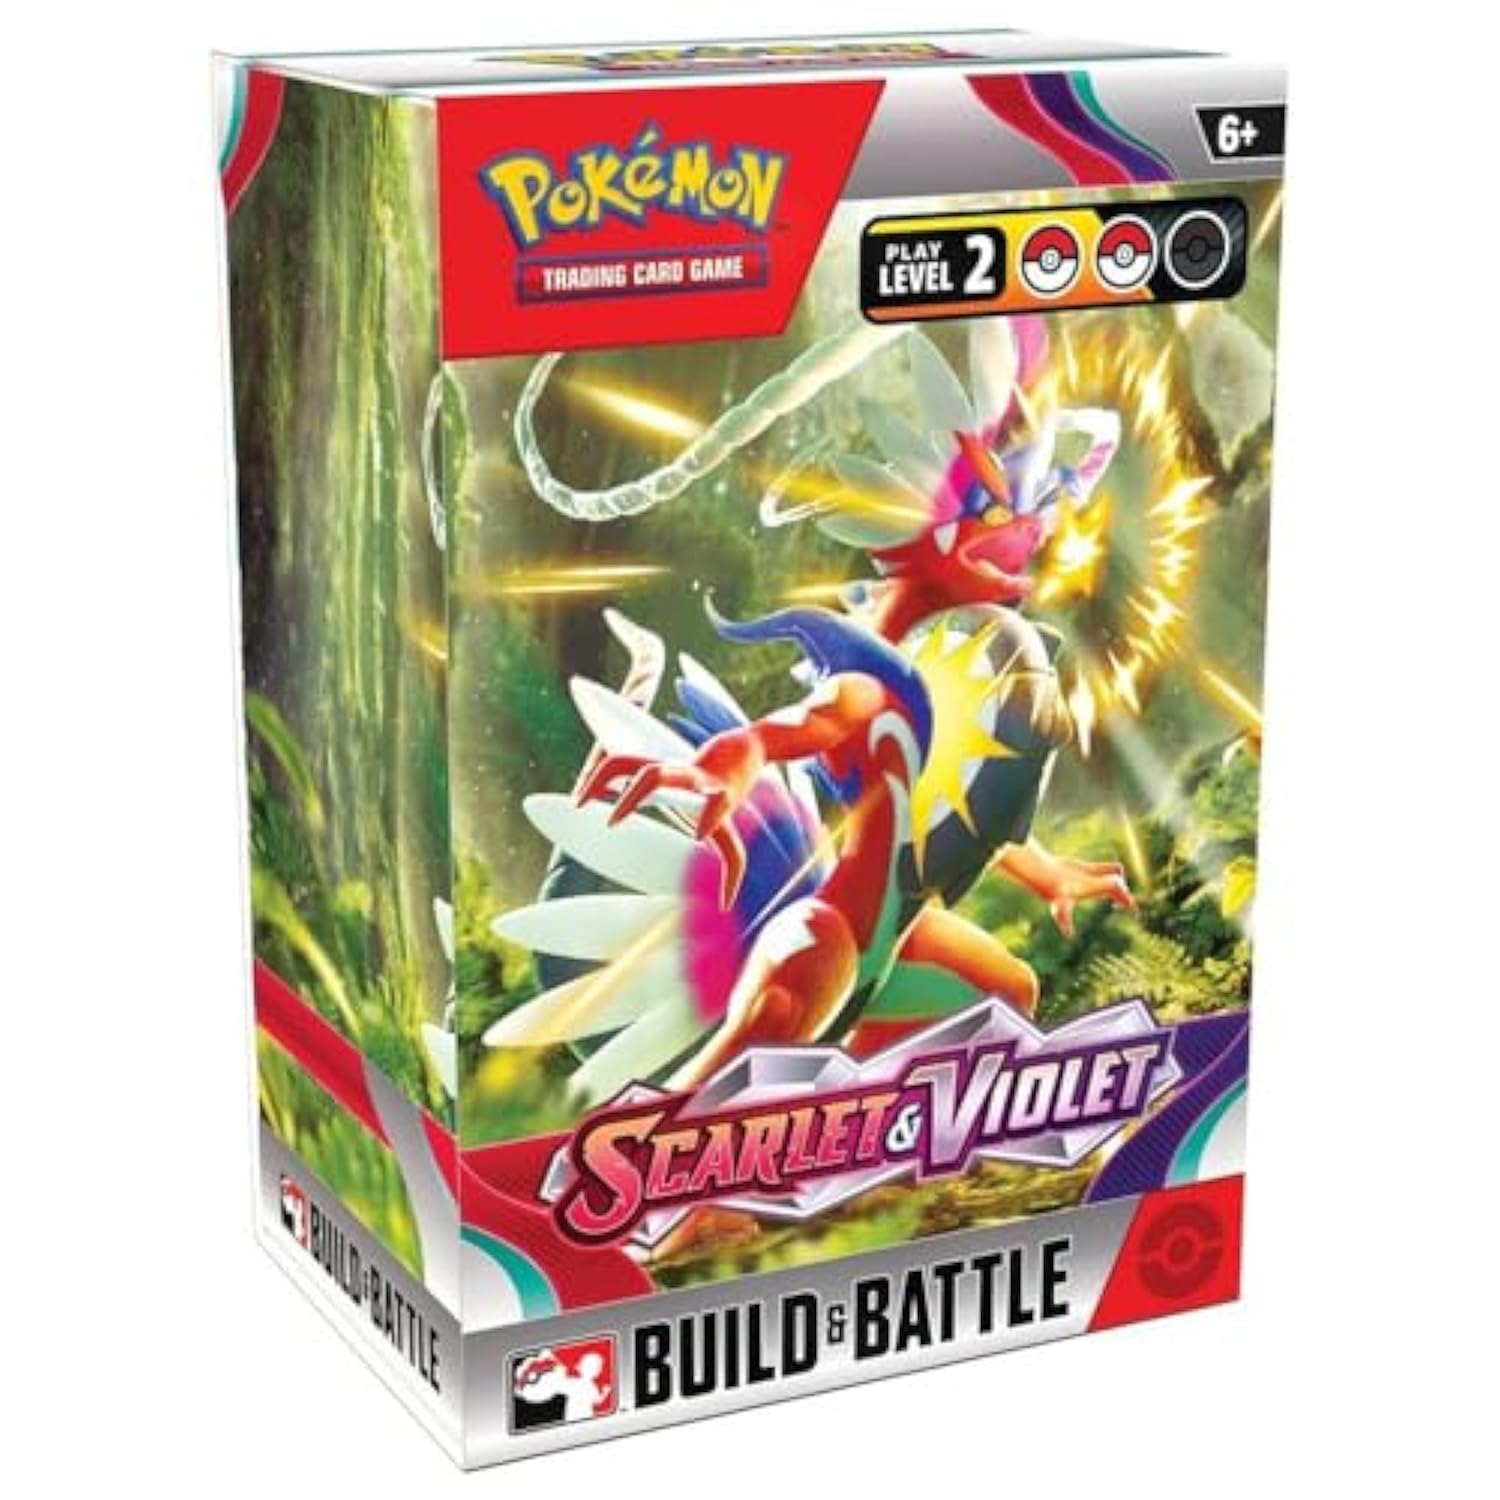 POKéMON
TRADING CARD GAME
6+
PLAY
LEVEL 2
SCARLET & VIOLET
BUILD & BATTLE
BUILD & BATTLE